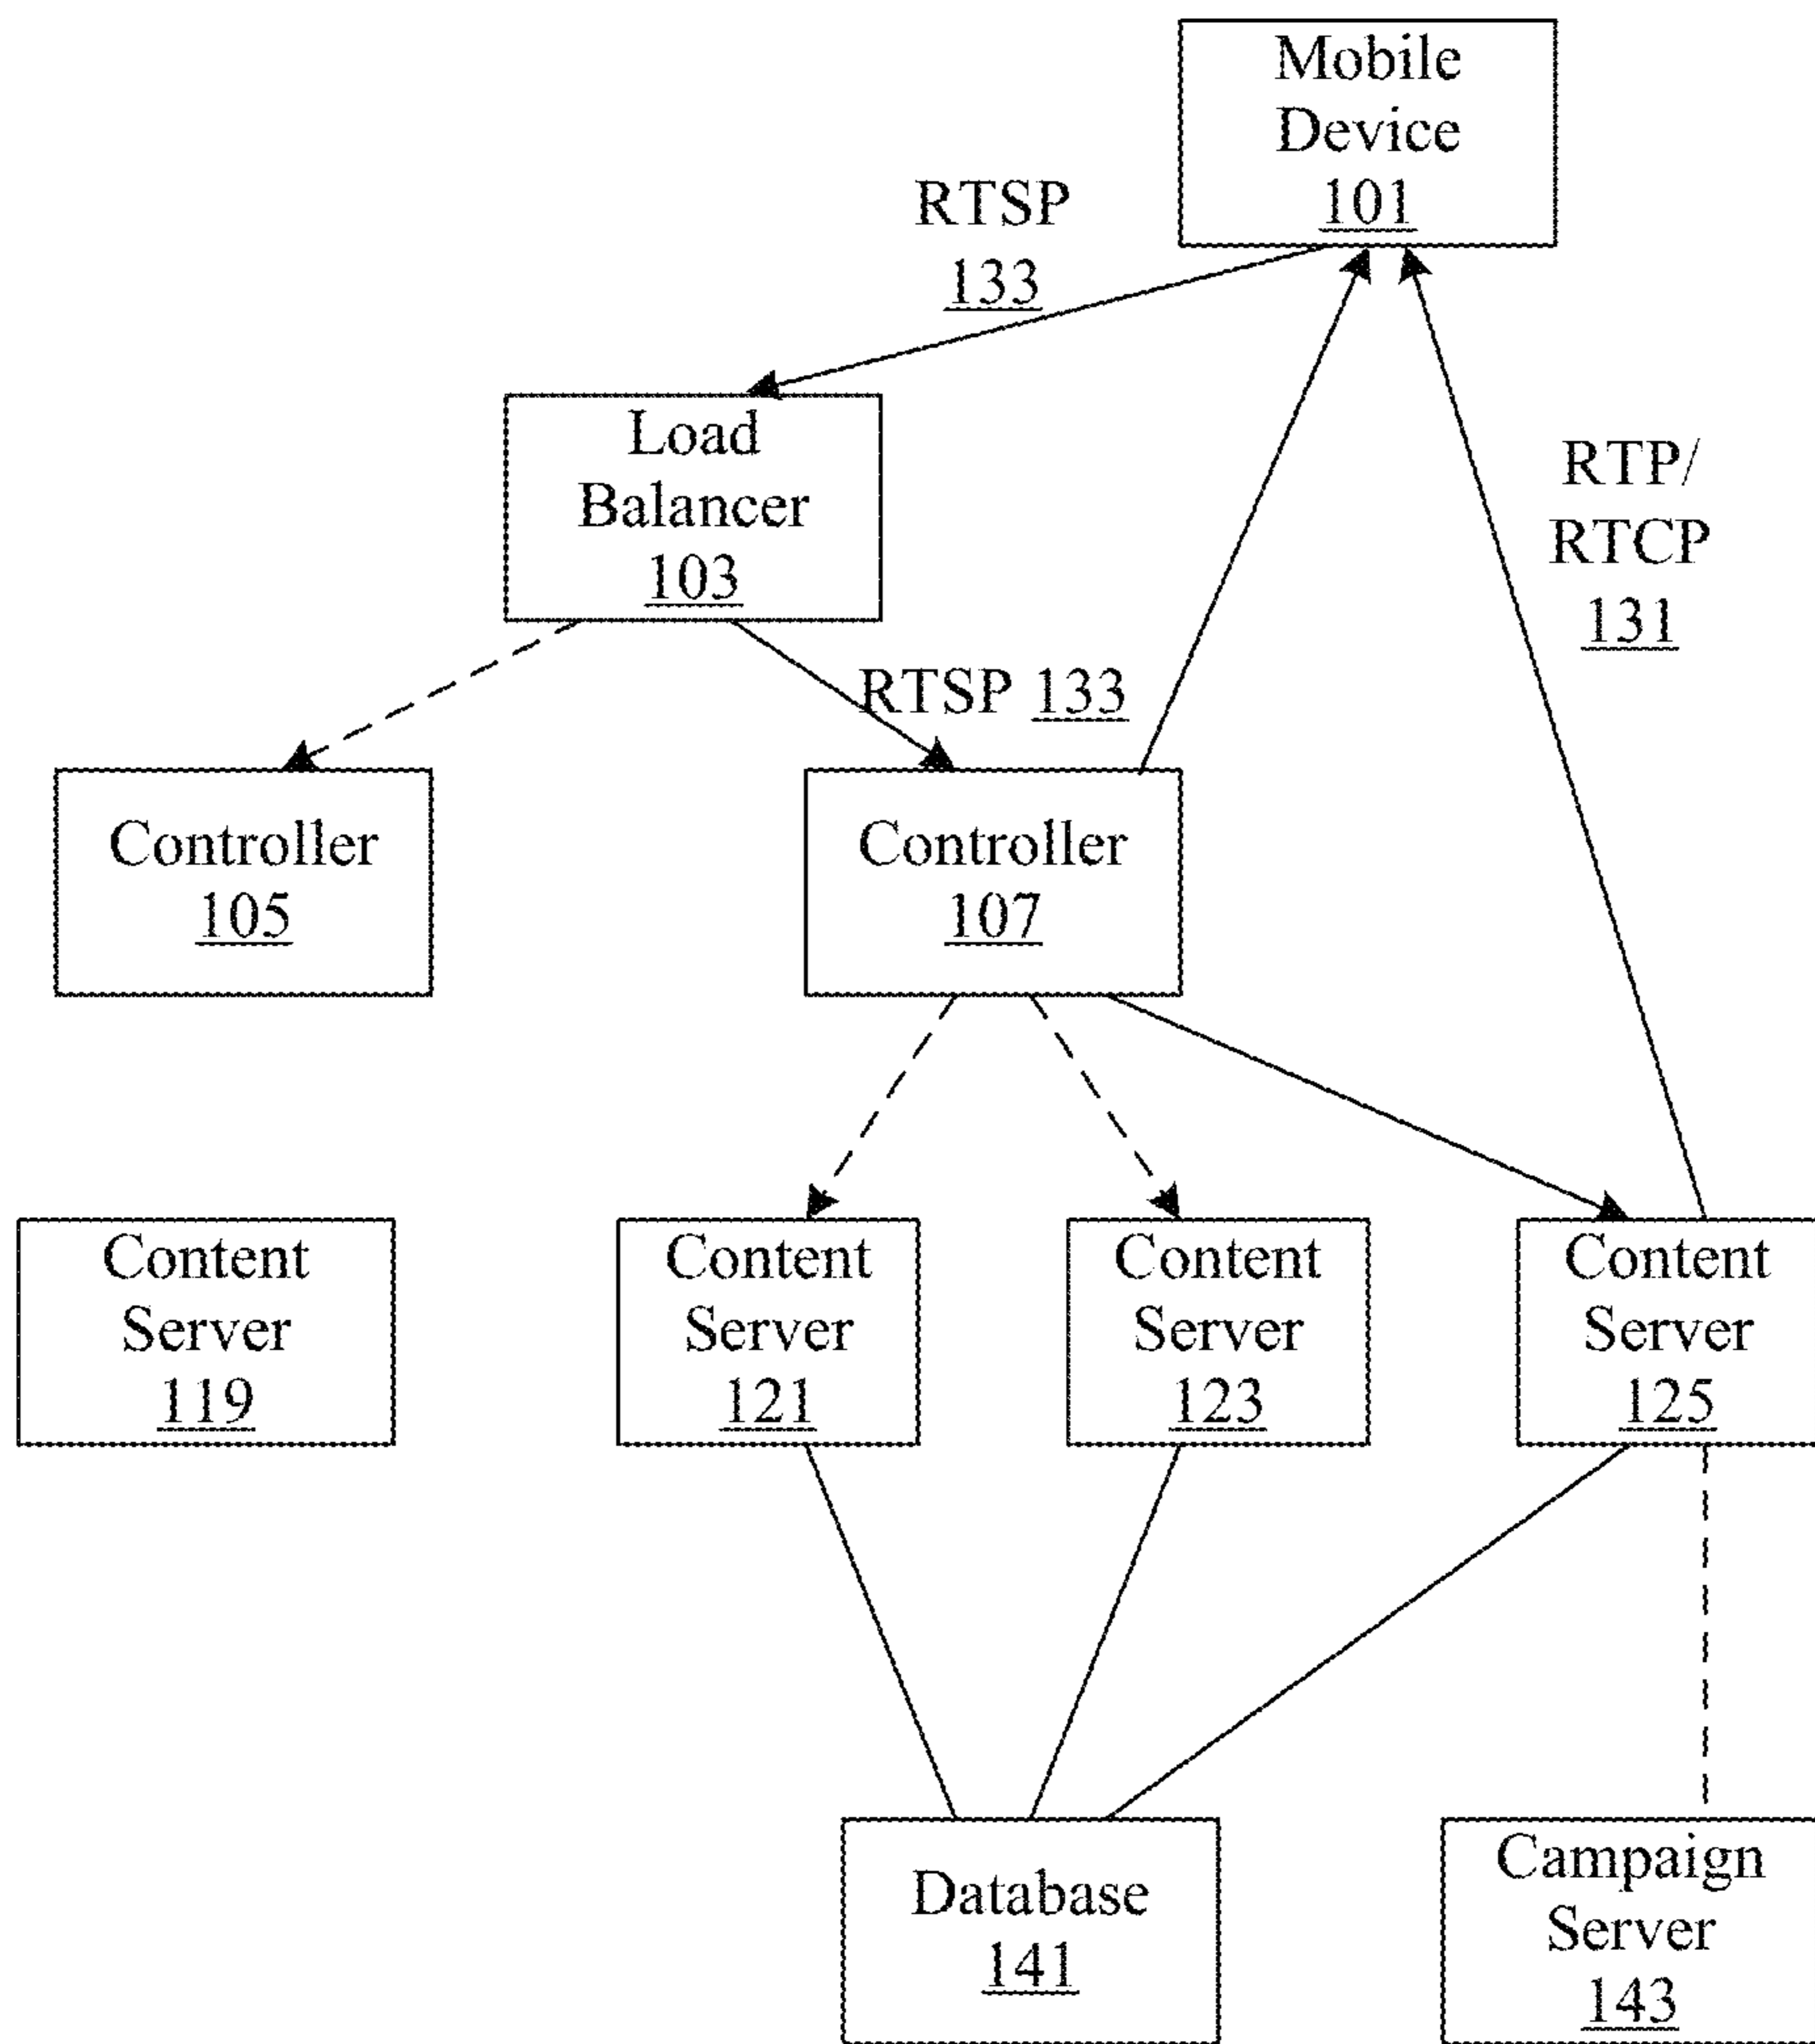 Mobile
Device
101
RTSP
133
Load
Balancer
103
RTP/
RTCP
131
RTSP 133
Controller
105
Controller
107
Content
Server
119
Content
Server
121
Content
Server
123
Content
Server
125
Database
141
Campaign
Server
143